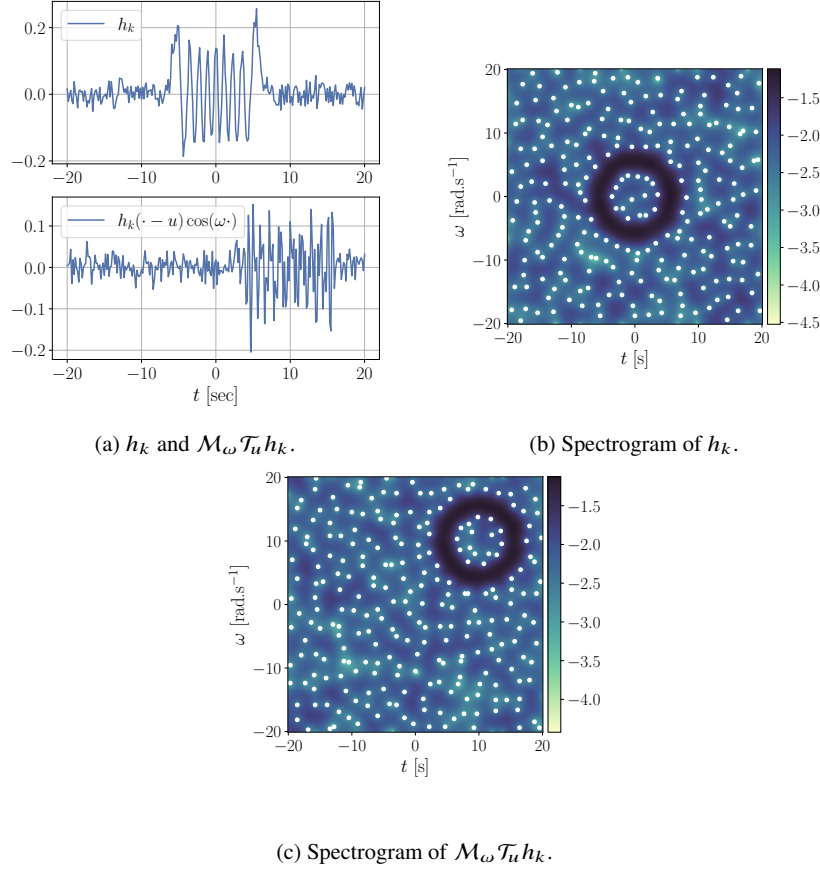 0.2
0.0
−0.2
h_k
−20 −10 0 10 20
0.1
0.0
−0.1
−0.2
h_k(· − u) cos(ω·)
−20 −10 0 10 20
t [sec]
(a) h_k and M_ω T_u h_k.
20
10
0
−10
−20
ω [rad.s⁻¹]
−20 −10 0 10 20
t [s]
−1.5
−2.0
−2.5
−3.0
−3.5
−4.0
−4.5
(b) Spectrogram of h_k.
20
10
0
−10
−20
ω [rad.s⁻¹]
−20 −10 0 10 20
t [s]
−1.5
−2.0
−2.5
−3.0
−3.5
−4.0
(c) Spectrogram of M_ω T_u h_k.